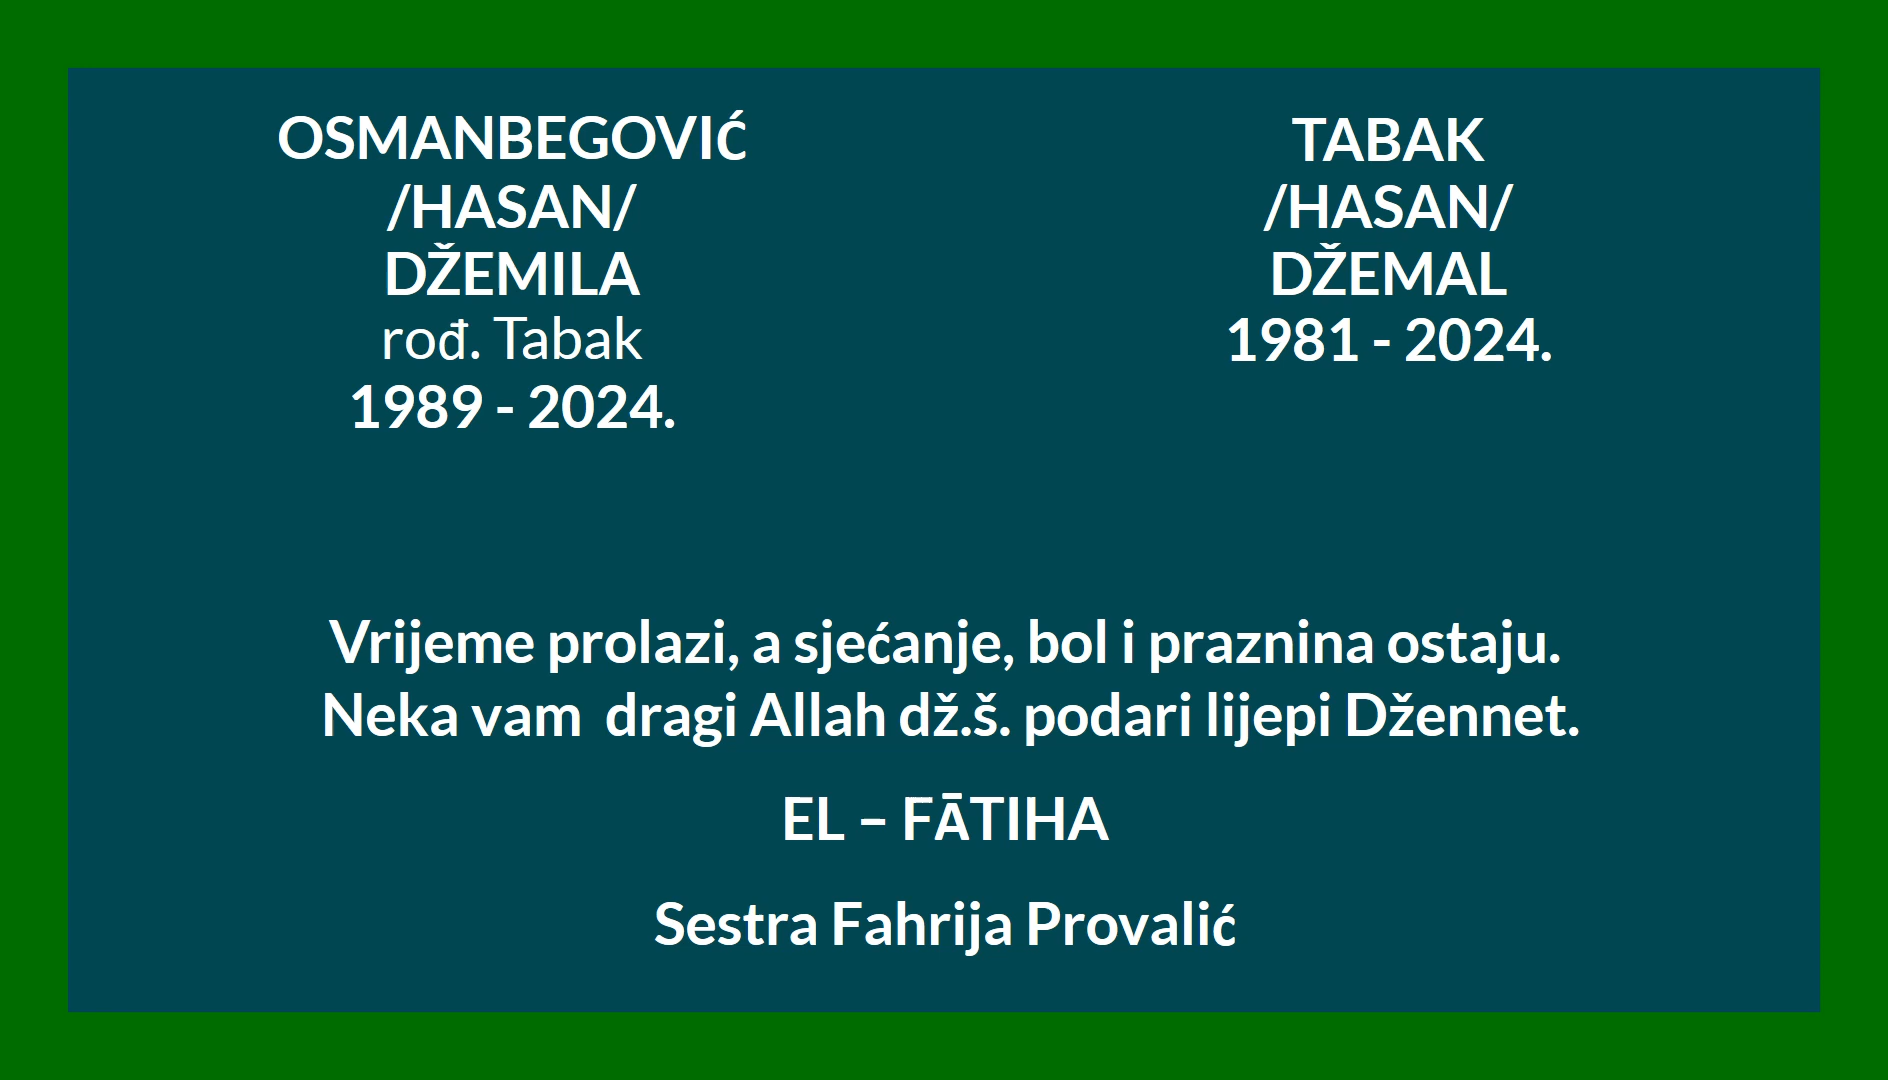 OSMANBEGOVIĆ
/HASAN/
DŽEMILA
rođ. Tabak
1989 - 2024.
TABAK
/HASAN/
DŽEMAL
1981 - 2024.
Vrijeme prolazi, a sjećanje, bol i praznina ostaju.
Neka vam  dragi Allah dž.š. podari lijepi Džennet.
EL – FĀTIHA
Sestra Fahrija Provalić